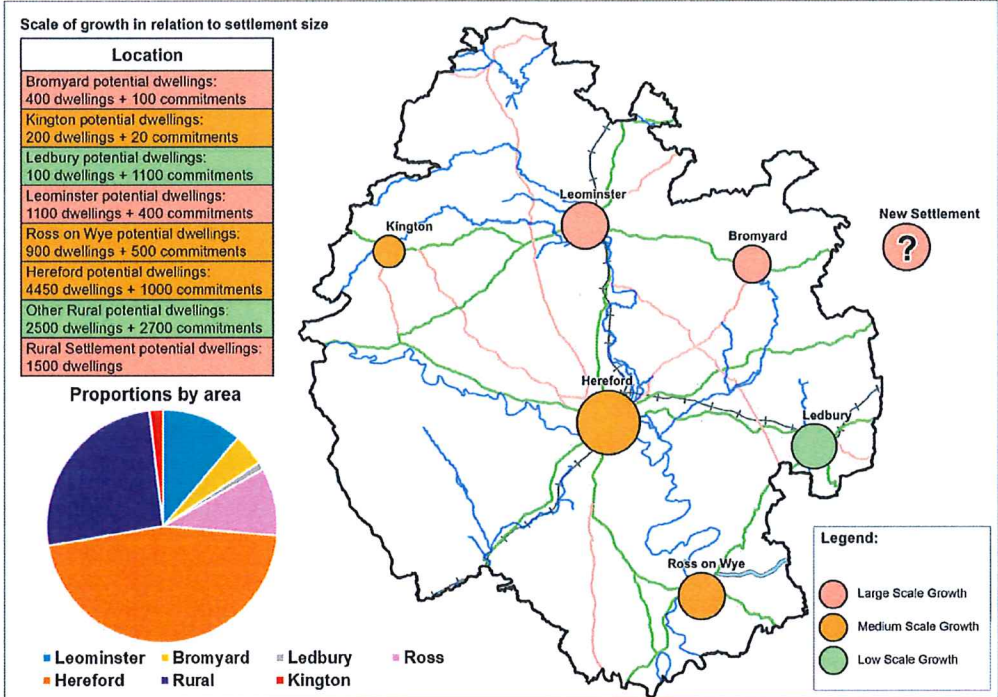 Scale of growth in relation to settlement size
Location
Bromyard potential dwellings:
400 dwellings + 100 commitments
Kington potential dwellings:
200 dwellings + 20 commitments
Ledbury potential dwellings:
100 dwellings + 1100 commitments
Leominster potential dwellings:
1100 dwellings + 400 commitments
Ross on Wye potential dwellings:
900 dwellings + 500 commitments
Hereford potential dwellings:
4450 dwellings + 1000 commitments
Other Rural potential dwellings:
2500 dwellings + 2700 commitments
Rural Settlement potential dwellings:
1500 dwellings
Proportions by area
Leominster Bromyard Ledbury Ross
Hereford Rural Kington
Leominster
Kington
Bromyard
New Settlement
?
Hereford
Ledbury
Ross on Wye
Legend:
Large Scale Growth
Medium Scale Growth
Low Scale Growth